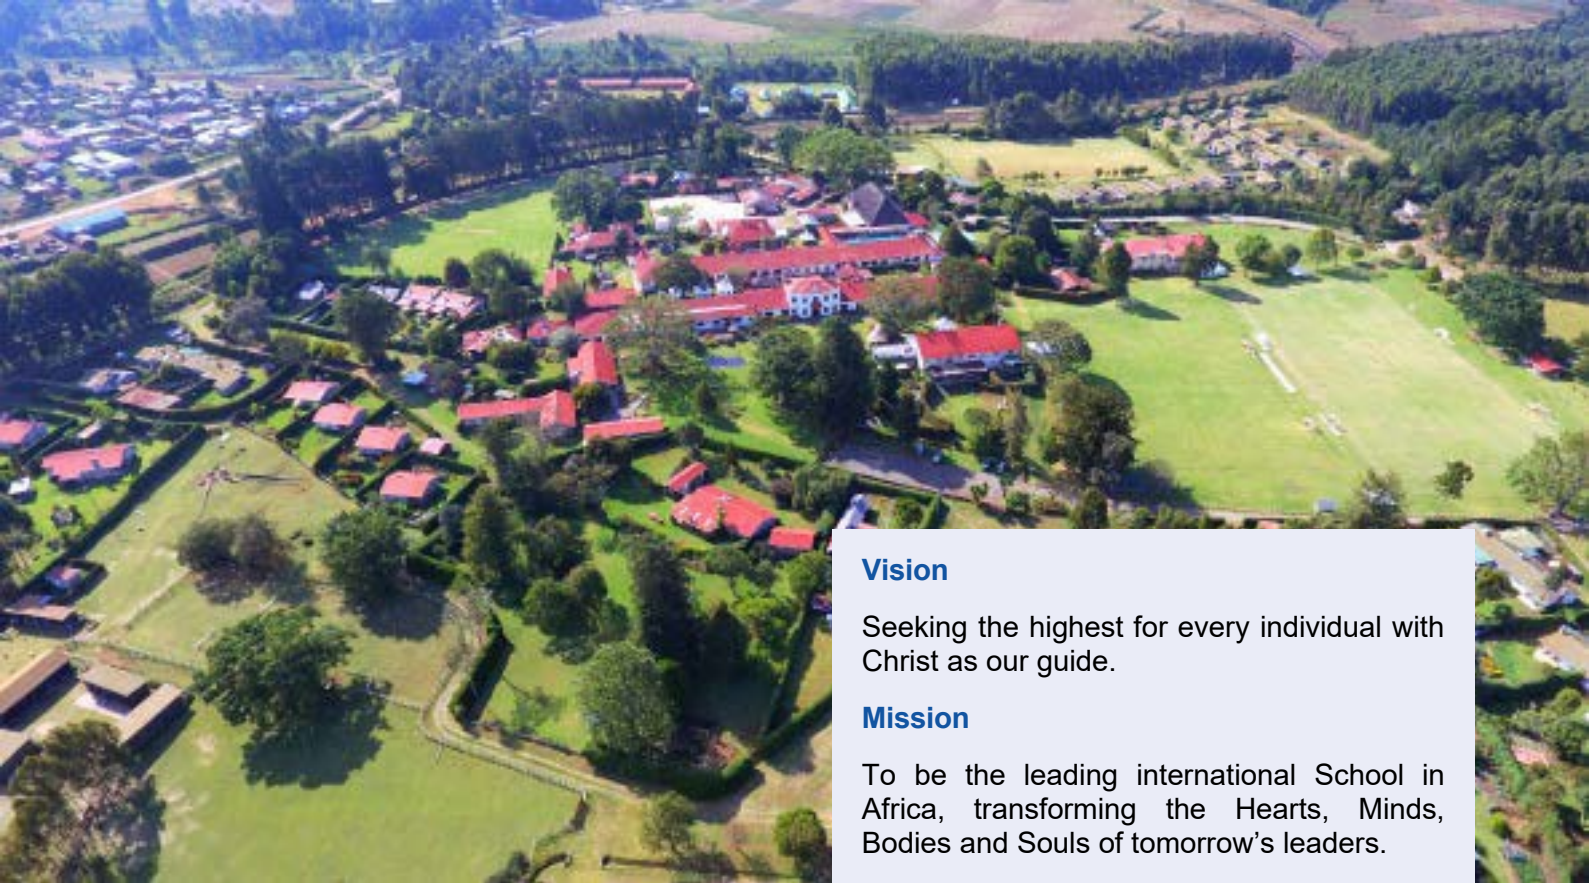 Vision
Seeking the highest for every individual with
Christ as our guide.
Mission
To be the leading international School in
Africa, transforming the Hearts, Minds,
Bodies and Souls of tomorrow’s leaders.